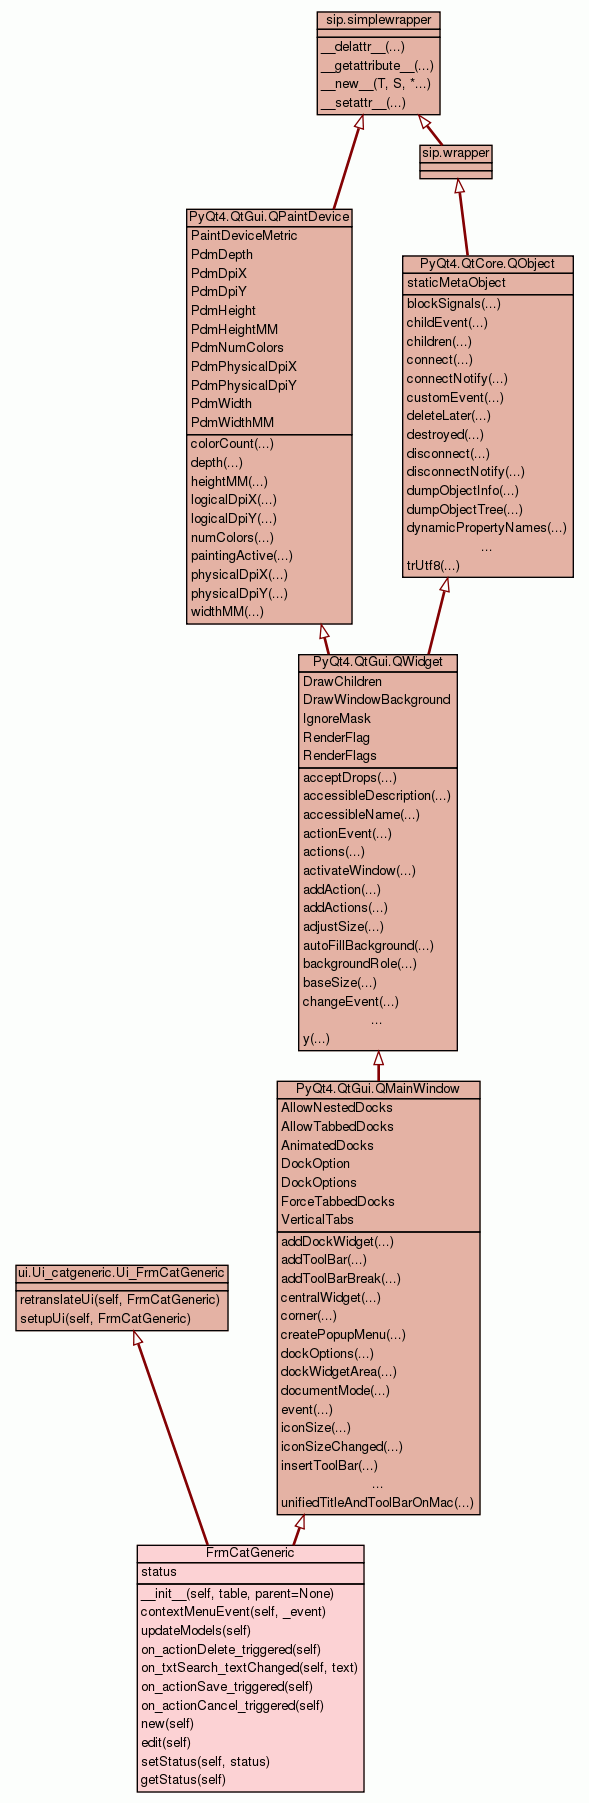 sip.simplewrapper
__delattr__(...)
__getattribute__(...)
__new__(T, S, *...)
__setattr__(...)
sip.wrapper
PyQt4.QtGui.QPaintDevice
PaintDeviceMetric
PdmDepth
PdmDpiX
PdmDpiY
PdmHeight
PdmHeightMM
PdmNumColors
PdmPhysicalDpiX
PdmPhysicalDpiY
PdmWidth
PdmWidthMM
colorCount(...)
depth(...)
heightMM(...)
logicalDpiX(...)
logicalDpiY(...)
numColors(...)
paintingActive(...)
physicalDpiX(...)
physicalDpiY(...)
widthMM(...)
PyQt4.QtCore.QObject
staticMetaObject
blockSignals(...)
childEvent(...)
children(...)
connect(...)
connectNotify(...)
customEvent(...)
deleteLater(...)
destroyed(...)
disconnect(...)
disconnectNotify(...)
dumpObjectInfo(...)
dumpObjectTree(...)
dynamicPropertyNames(...)
...
trUtf8(...)
PyQt4.QtGui.QWidget
DrawChildren
DrawWindowBackground
IgnoreMask
RenderFlag
RenderFlags
acceptDrops(...)
accessibleDescription(...)
accessibleName(...)
actionEvent(...)
actions(...)
activateWindow(...)
addAction(...)
addActions(...)
adjustSize(...)
autoFillBackground(...)
backgroundRole(...)
baseSize(...)
changeEvent(...)
...
y(...)
PyQt4.QtGui.QMainWindow
AllowNestedDocks
AllowTabbedDocks
AnimatedDocks
DockOption
DockOptions
ForceTabbedDocks
VerticalTabs
addDockWidget(...)
addToolBar(...)
addToolBarBreak(...)
centralWidget(...)
corner(...)
createPopupMenu(...)
dockOptions(...)
dockWidgetArea(...)
documentMode(...)
event(...)
iconSize(...)
iconSizeChanged(...)
insertToolBar(...)
...
unifiedTitleAndToolBarOnMac(...)
ui.Ui_catgeneric.Ui_FrmCatGeneric
retranslateUi(self, FrmCatGeneric)
setupUi(self, FrmCatGeneric)
FrmCatGeneric
status
__init__(self, table, parent=None)
contextMenuEvent(self, _event)
updateModels(self)
on_actionDelete_triggered(self)
on_txtSearch_textChanged(self, text)
on_actionSave_triggered(self)
on_actionCancel_triggered(self)
new(self)
edit(self)
setStatus(self, status)
getStatus(self)